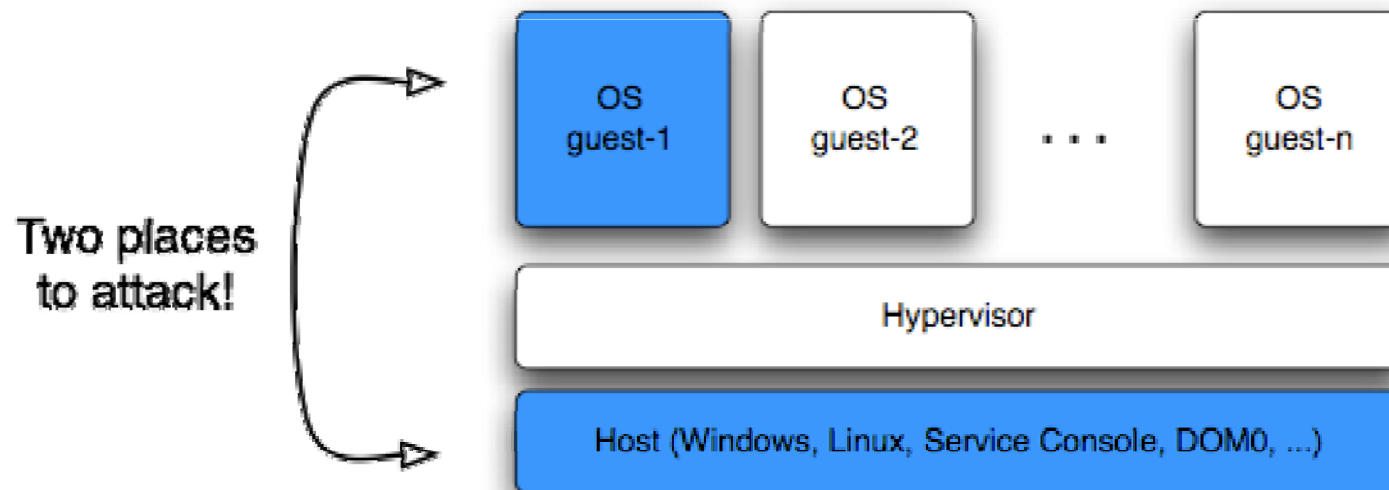 Two places
to attack!
OS
guest-1
OS
guest-2
...
OS
guest-n
Hypervisor
Host (Windows, Linux, Service Console, DOM0, ...)